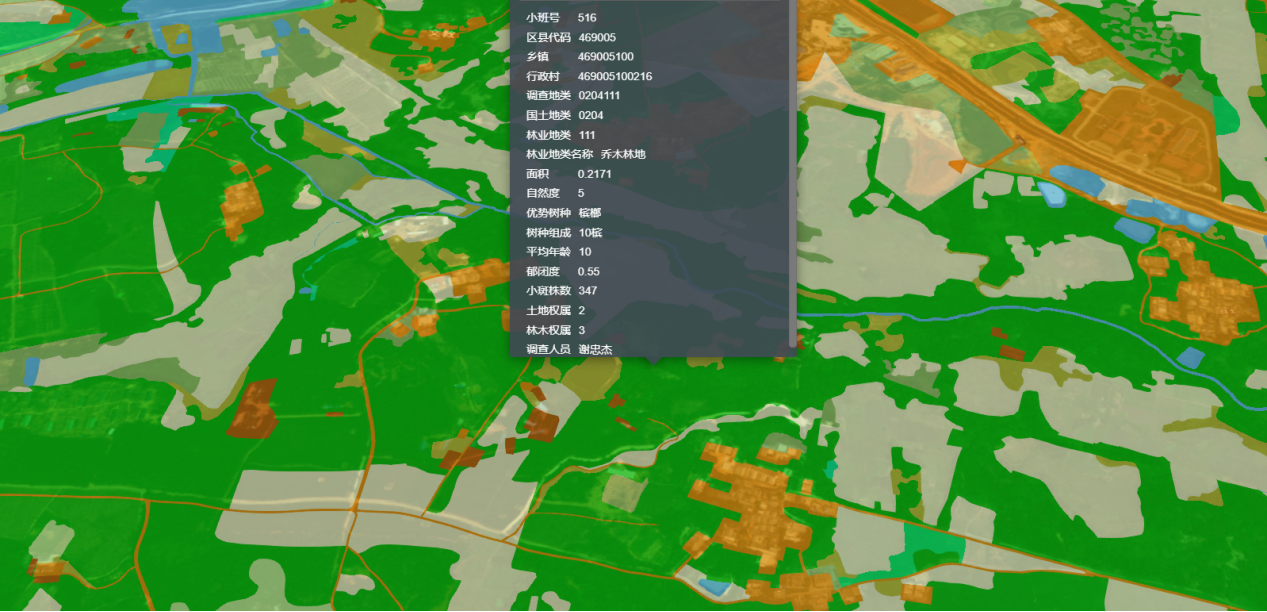 小班号 516
区县代码 469005
乡镇 469005100
行政村 469005100216
调查地类 0204111
国土地类 0204
林业地类 111
林业地类名称 乔木林地
面积 0.2171
自然度 5
优势树种 槟榔
树种组成 10槟
平均年龄 10
郁闭度 0.55
小斑株数 347
土地权属 2
林木权属 3
调查人员 谢忠杰